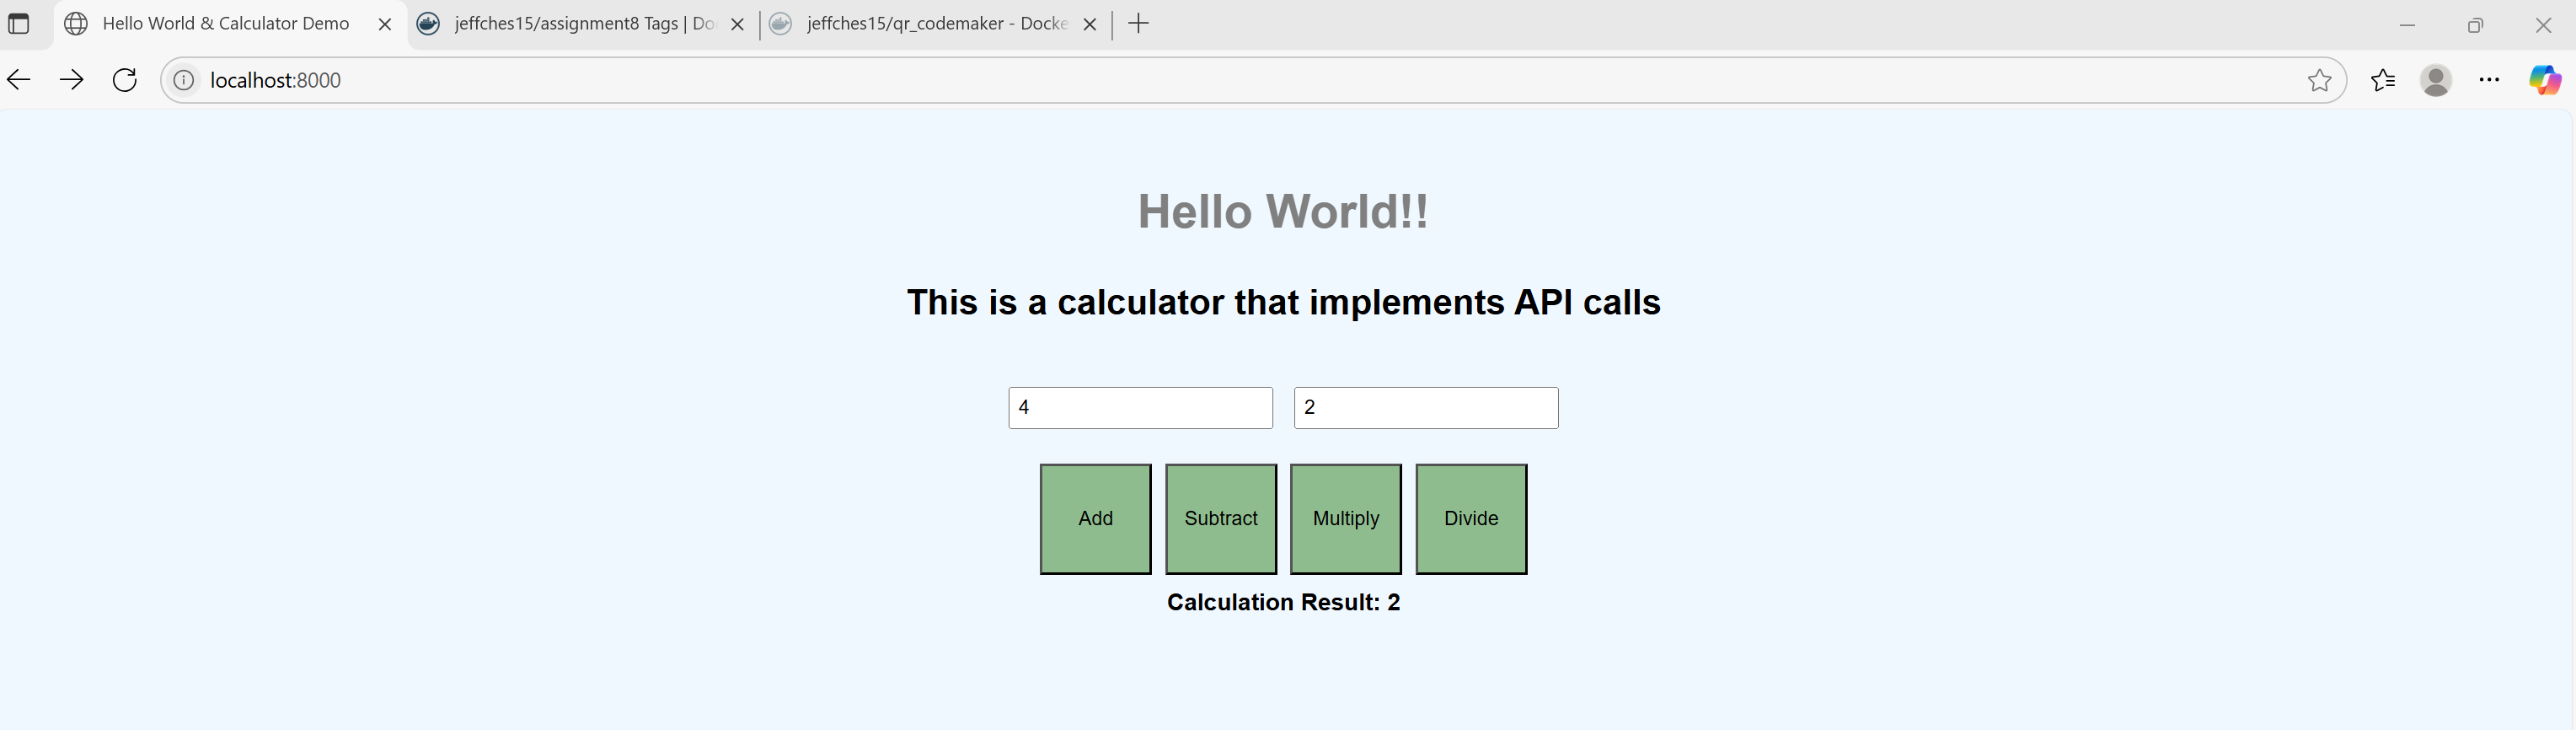 Hello World & Calculator Demo
jeffches15/assignment8 Tags | Do
jeffches15/qr_codemaker - Docke
localhost:8000
Hello World!!
This is a calculator that implements API calls
4 2
Add Subtract Multiply Divide
Calculation Result: 2